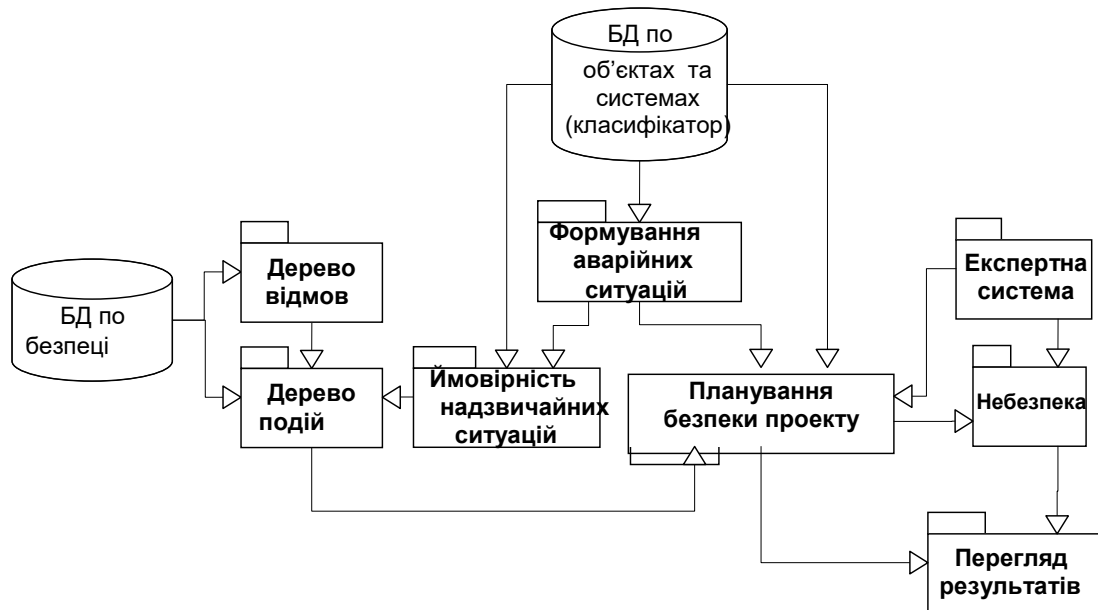 БД по
об’єктах та
системах
(класифікатор)
Формування
аварійних
ситуацій
Дерево
відмов
Експертна
система
БД по
безпеці
Дерево
подій
Ймовірність
надзвичайних
ситуацій
Планування
безпеки проекту
Небезпека
Перегляд
результатів